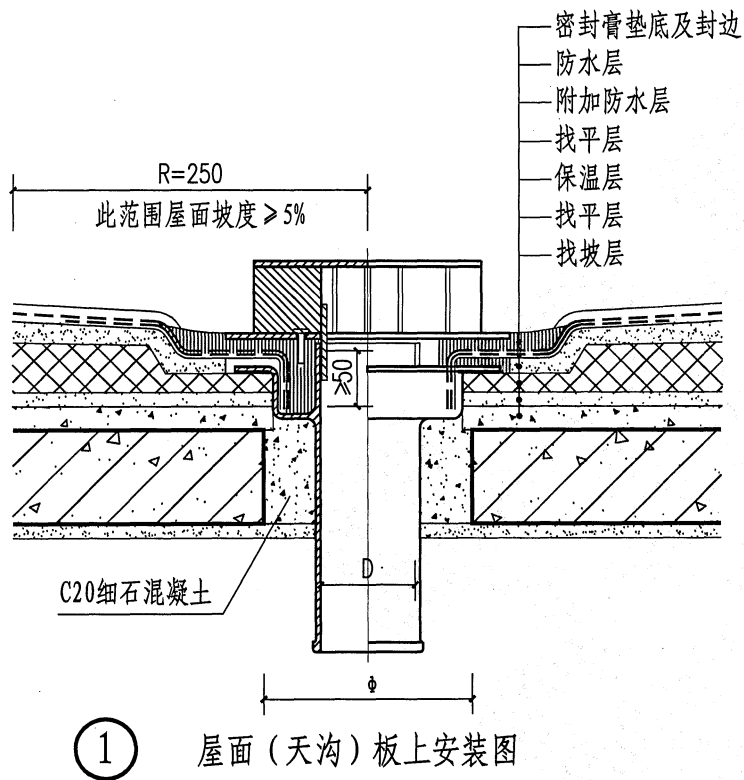 密封膏垫底及封边
防水层
附加防水层
找平层
保温层
找平层
找坡层
R=250
此范围屋面坡度≥5%
≥50
D
C20细石混凝土
Φ
1 屋面(天沟)板上安装图